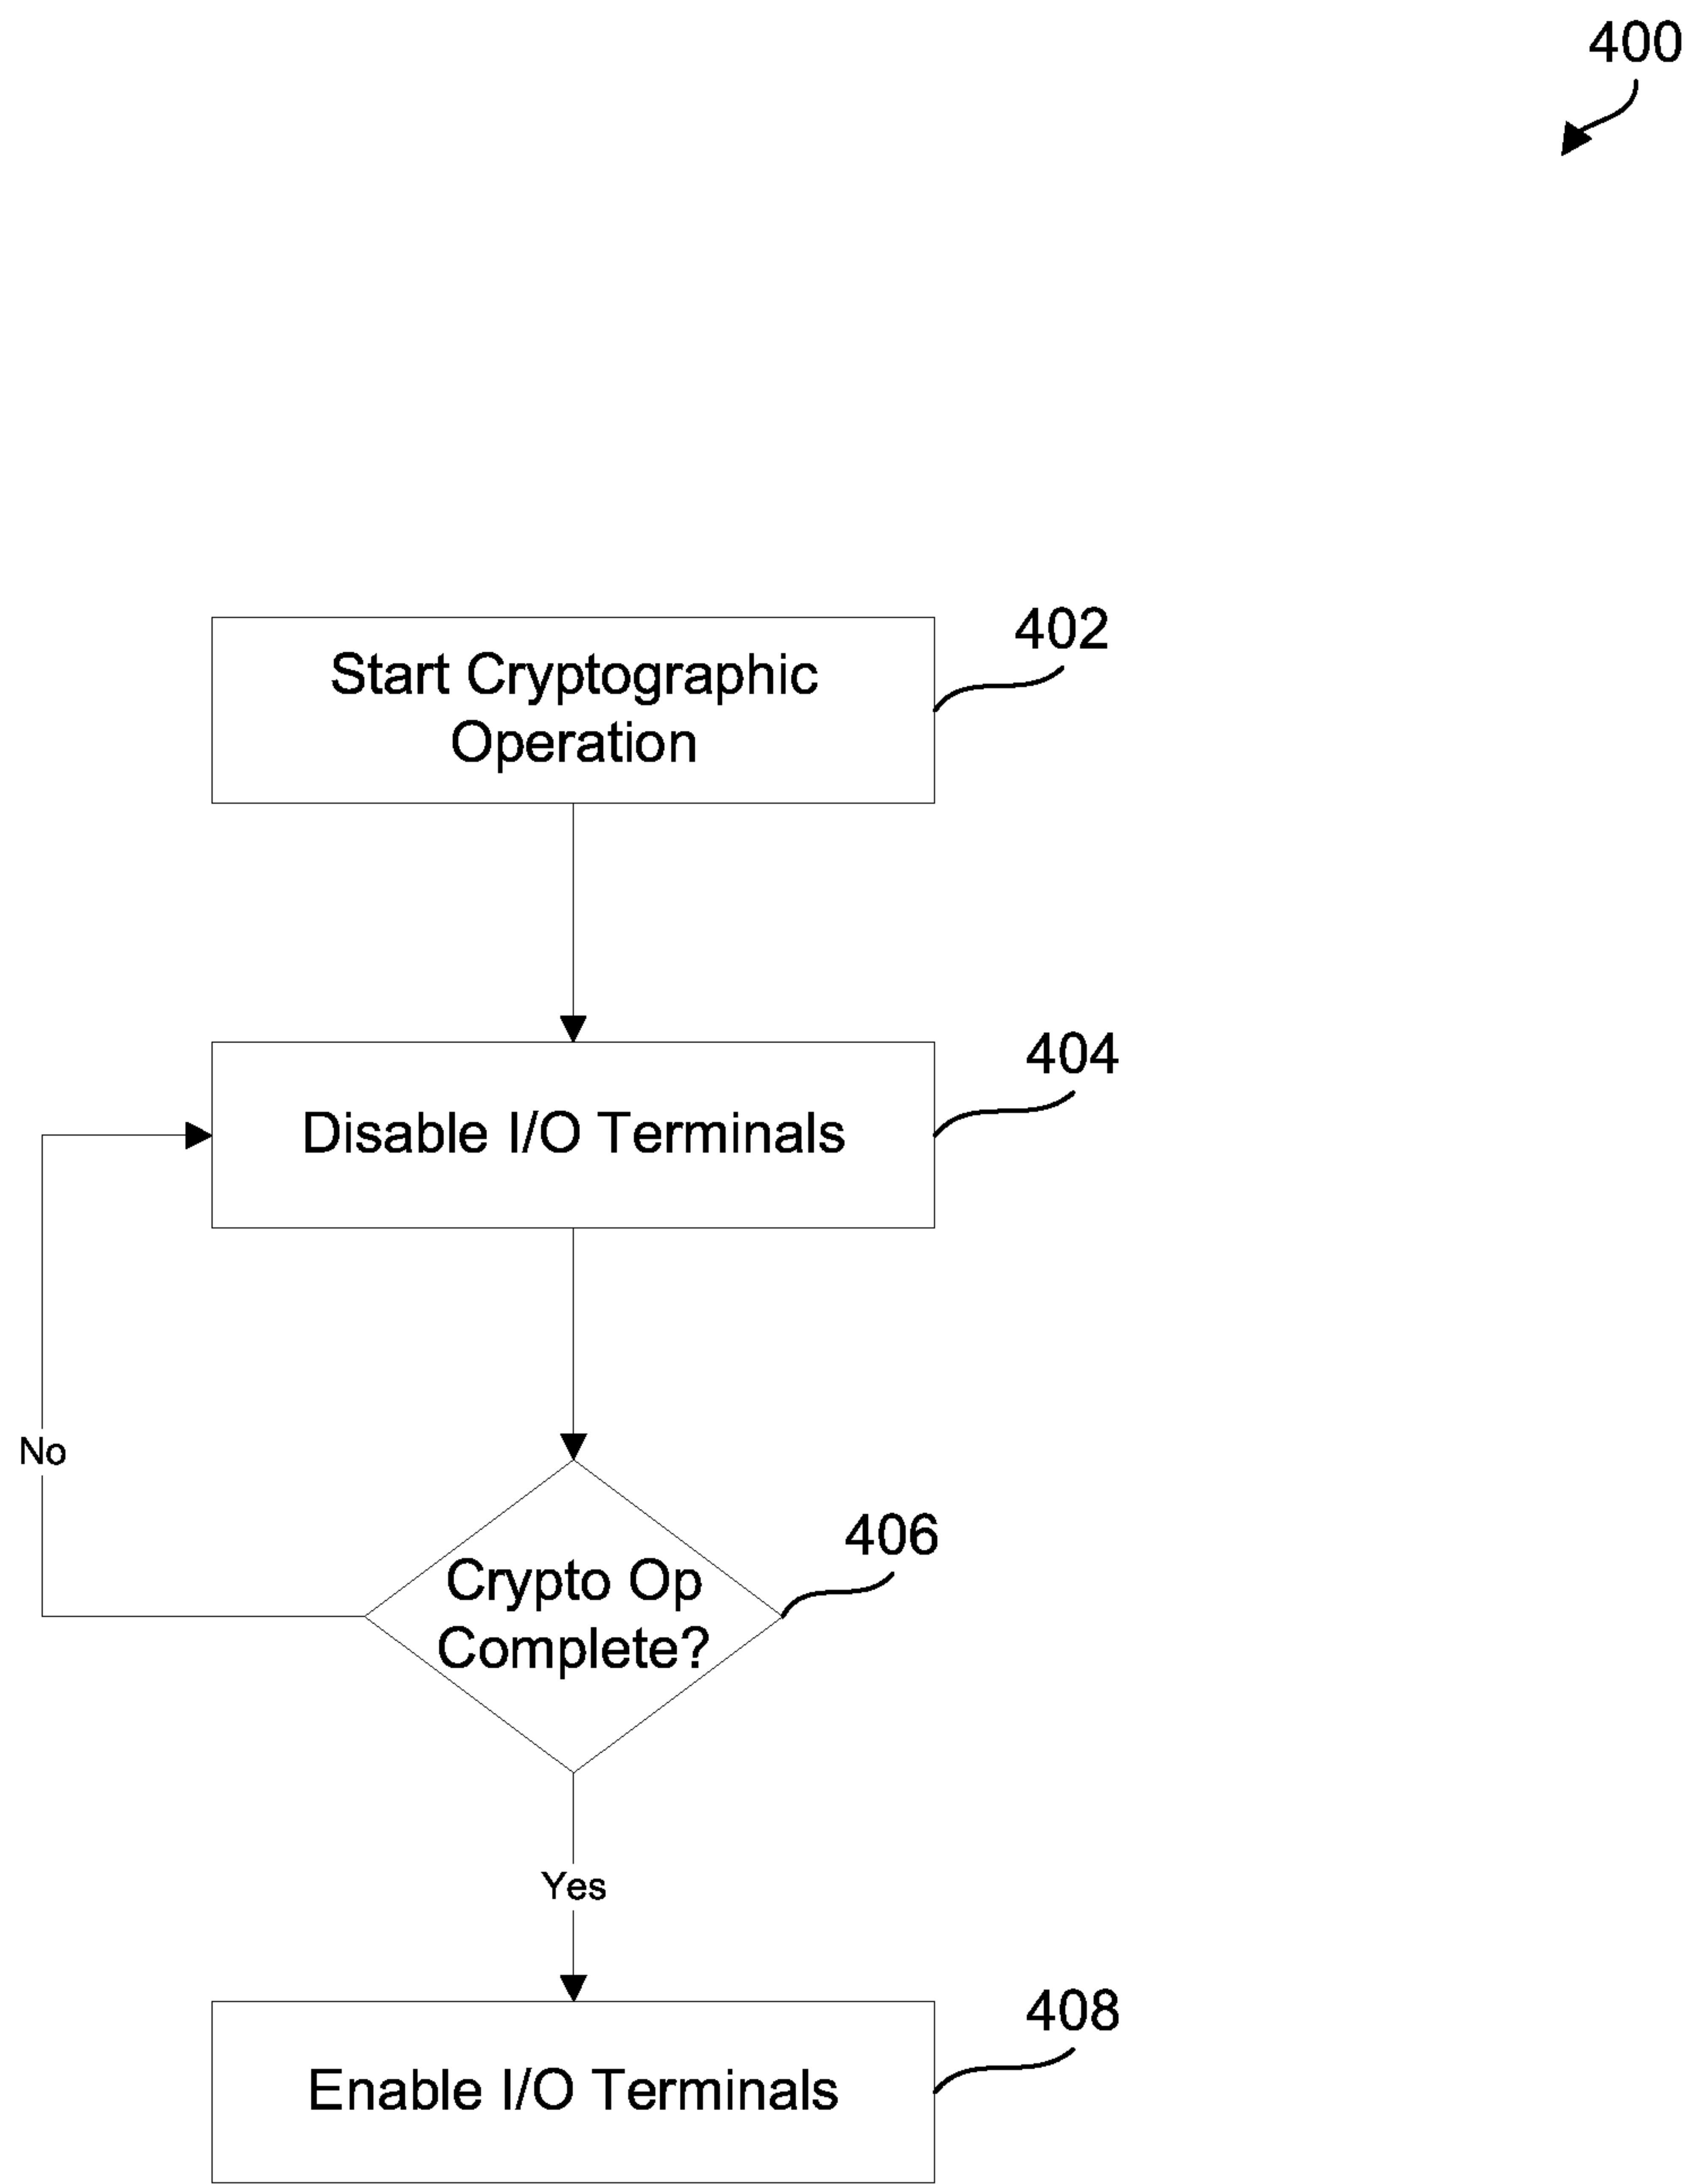 400
Start Cryptographic
Operation
402
Disable I/O Terminals
404
No
Crypto Op
Complete?
406
Yes
Enable I/O Terminals
408